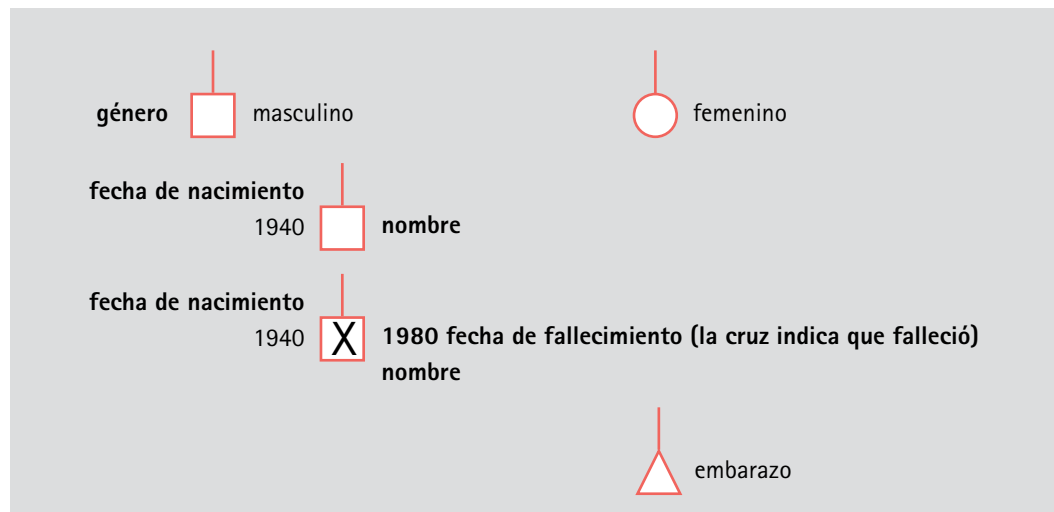 género masculino femenino
fecha de nacimiento
1940 nombre
fecha de nacimiento
1940 X 1980 fecha de fallecimiento (la cruz indica que falleció)
nombre
embarazo